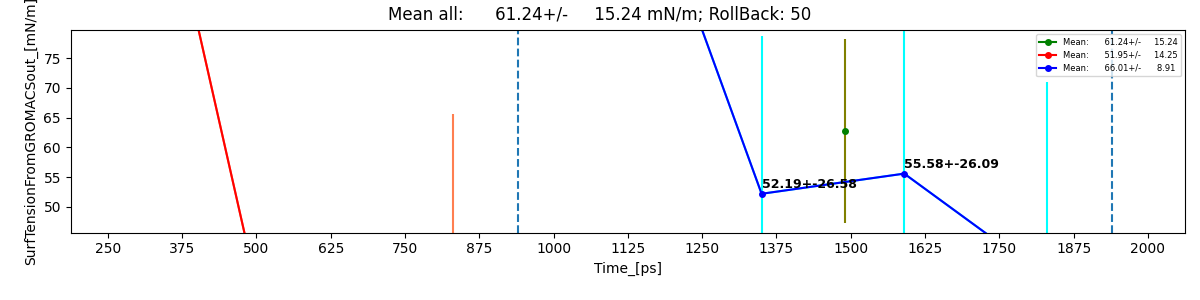 Mean all:      61.24+/-     15.24 mN/m; RollBack: 50
SurfTensionFromGROMACSout_[mN/m]
75
70
65
60
55
50
Mean:      61.24+/-     15.24
Mean:      51.95+/-     14.25
Mean:      66.01+/-      8.91
52.19+-26.58
55.58+-26.09
250 375 500 625 750 875 1000 1125 1250 1375 1500 1625 1750 1875 2000
Time_[ps]